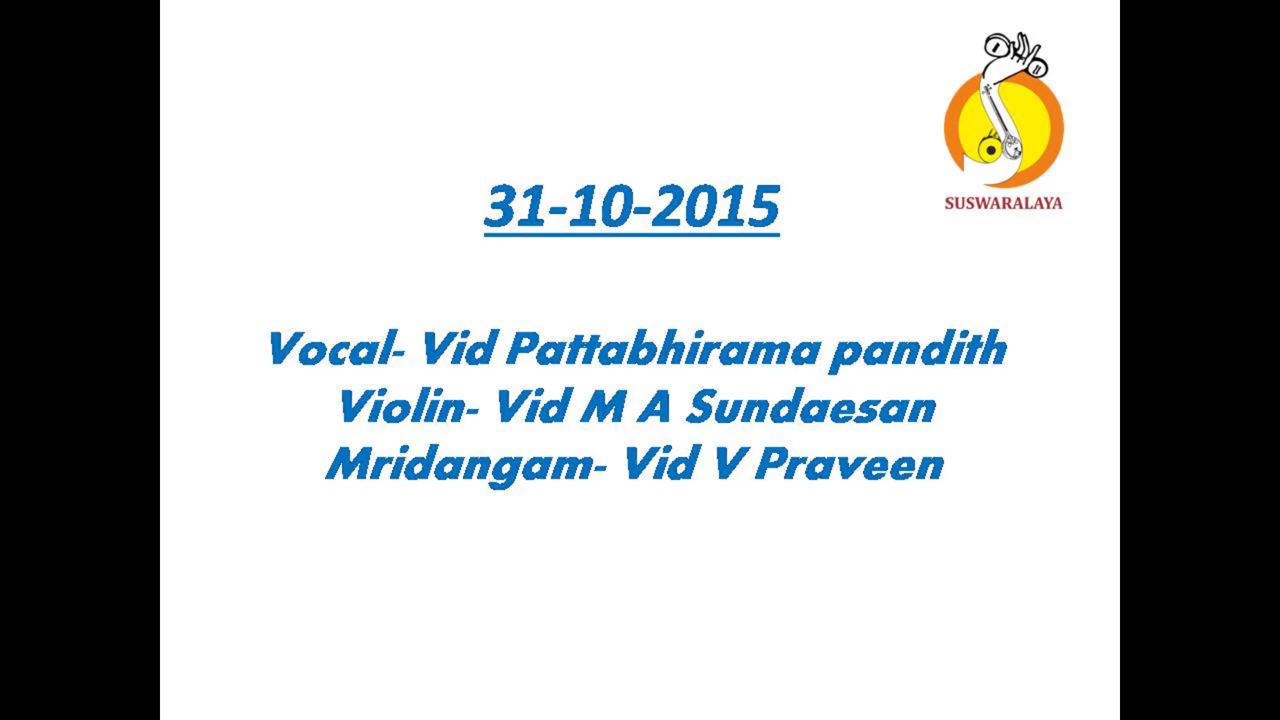 SUSWARALAYA
31-10-2015
Vocal- Vid Pattabhirama pandith
Violin- Vid M A Sundaesan
Mridangam- Vid V Praveen